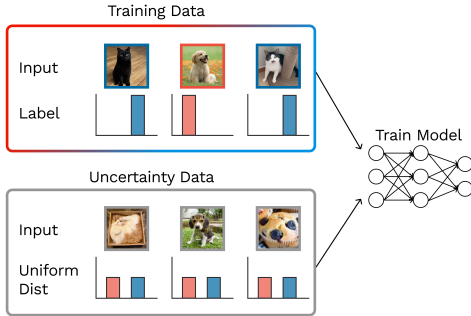 Training Data
Input
Label
Train Model
Uncertainty Data
Input
Uniform
Dist